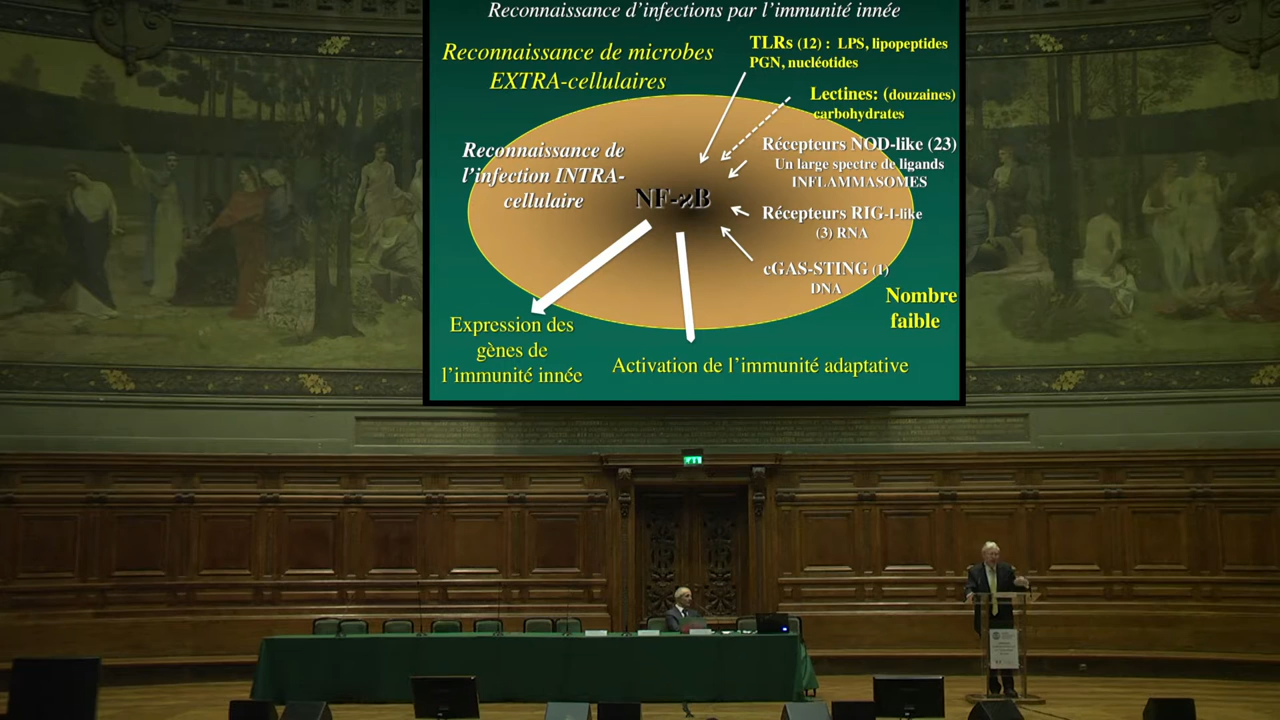 Reconnaissance d'infections par l'immunité innée
Reconnaissance de microbes
EXTRA-cellulaires
TLRs (12) : LPS, lipopeptides
PGN, nucléotides
Lectines: (douzaines)
carbohydrates
Reconnaissance de
l'infection INTRA-
cellulaire
NF-ϰB
Récepteurs NOD-like (23)
Un large spectre de ligands
INFLAMMASOMES
Récepteurs RIG-I-like
(3) RNA
cGAS-STING (1)
DNA
Nombre
faible
Expression des
gènes de
l'immunité innée
Activation de l'immunité adaptative